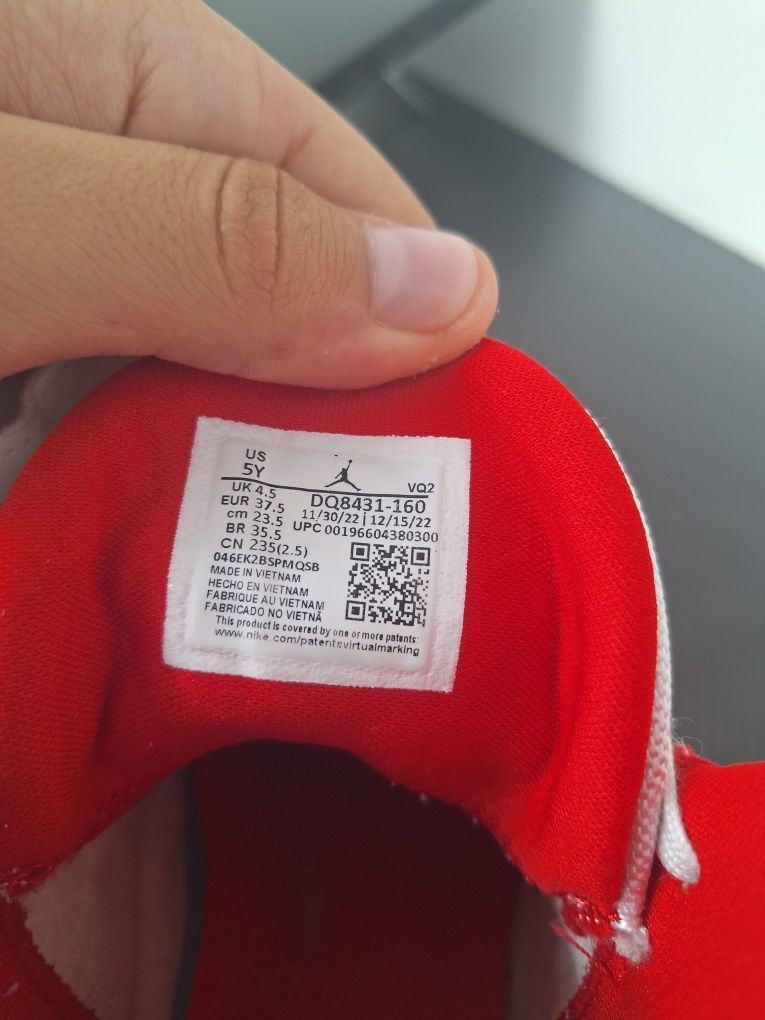 US
5Y
VQ2
UK 4.5
DQ8431-160
EUR 37.5
11/30/22 | 12/15/22
cm 23.5
UPC 00196604380300
BR 35.5
CN 235(2.5)
046EK2BSPMQSB
MADE IN VIETNAM
HECHO EN VIETNAM
FABRIQUE AU VIETNAM
FABRICADO NO VIETNÃ
This product is covered by one or more patents:
www.nike.com/patentsvirtualmarking